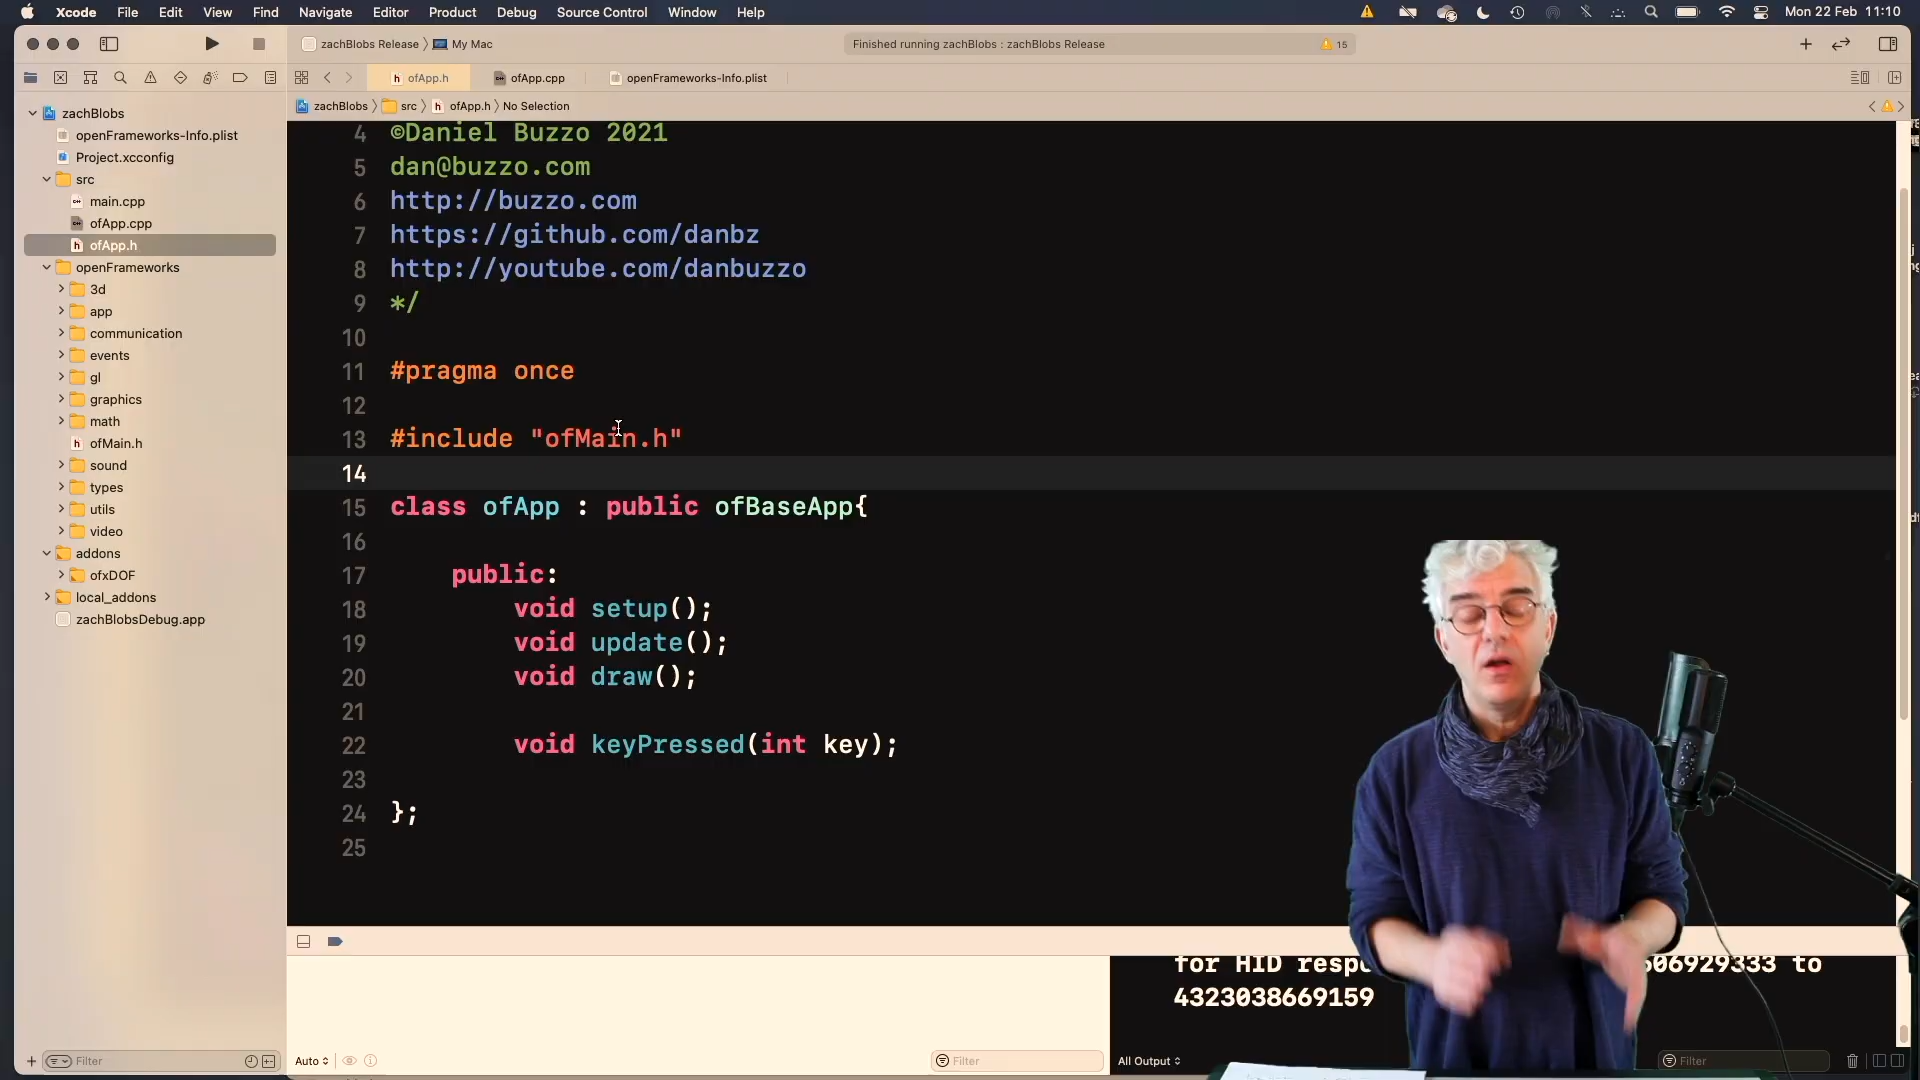 Xcode File Edit View Find Navigate Editor Product Debug Source Control Window Help Mon 22 Feb 11:10
zachBlobs Release My Mac Finished running zachBlobs : zachBlobs Release 15
ofApp.h ofApp.cpp openFrameworks-Info.plist
zachBlobs src ofApp.h No Selection
zachBlobs
openFrameworks-Info.plist
Project.xcconfig
src
main.cpp
ofApp.cpp
ofApp.h
openFrameworks
3d
app
communication
events
gl
graphics
math
ofMain.h
sound
types
utils
video
addons
ofxDOF
local_addons
zachBlobsDebug.app
Filter
4 ©Daniel Buzzo 2021
5 dan@buzzo.com
6 http://buzzo.com
7 https://github.com/danbz
8 http://youtube.com/danbuzzo
9 */
10
11 #pragma once
12
13 #include "ofMain.h"
14
15 class ofApp : public ofBaseApp{
16
17 public:
18 void setup();
19 void update();
20 void draw();
21
22 void keyPressed(int key);
23
24 };
25
for HID 606929333 to
4323038669159
Auto Filter All Output Filter